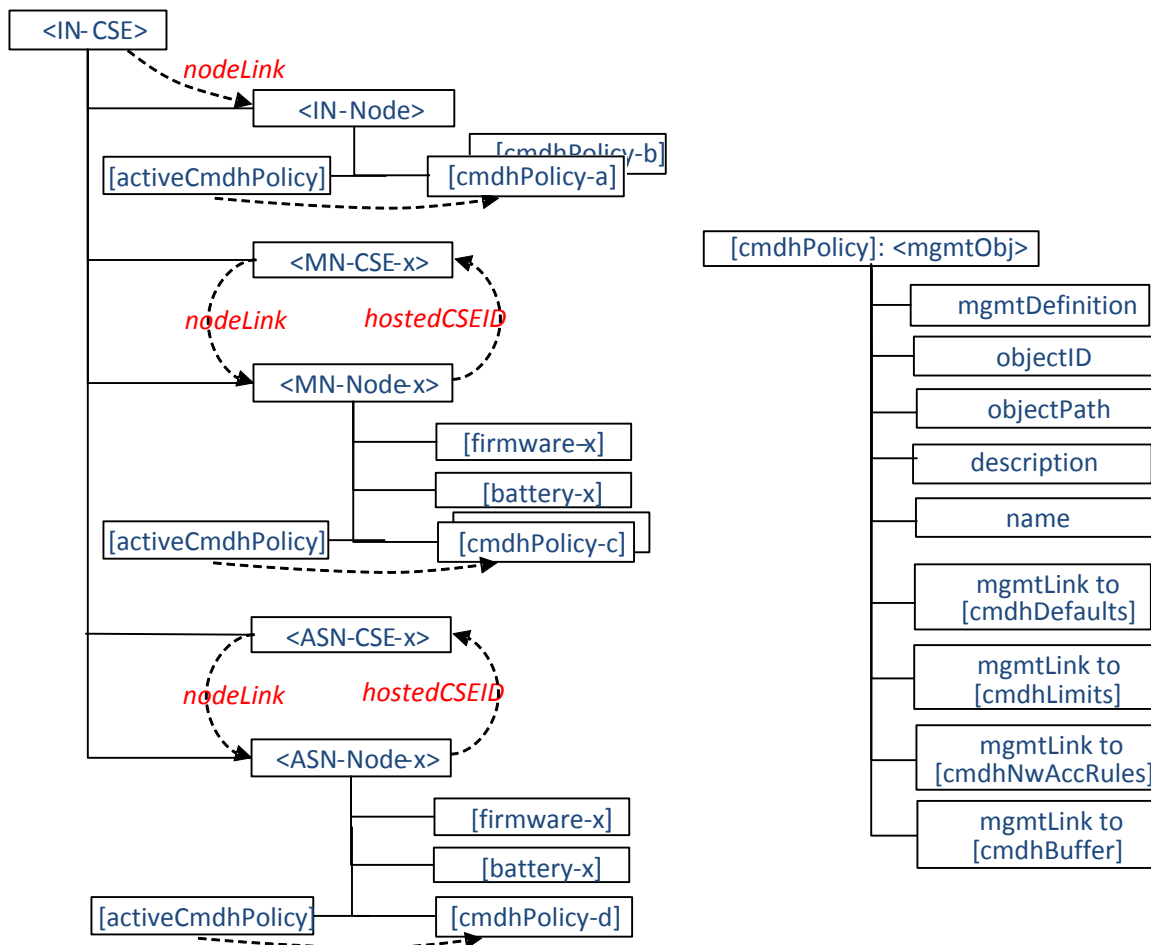 <IN-CSE>
nodeLink
<IN-Node>
[cmdhPolicy-b]
[activeCmdhPolicy]
[cmdhPolicy-a]
<MN-CSE-x>
nodeLink
hostedCSEID
<MN-Node-x>
[firmware-x]
[battery-x]
[activeCmdhPolicy]
[cmdhPolicy-c]
<ASN-CSE-x>
nodeLink
hostedCSEID
<ASN-Node-x>
[firmware-x]
[battery-x]
[activeCmdhPolicy]
[cmdhPolicy-d]
[cmdhPolicy]: <mgmtObj>
mgmtDefinition
objectID
objectPath
description
name
mgmtLink to
[cmdhDefaults]
mgmtLink to
[cmdhLimits]
mgmtLink to
[cmdhNwAccRules]
mgmtLink to
[cmdhBuffer]